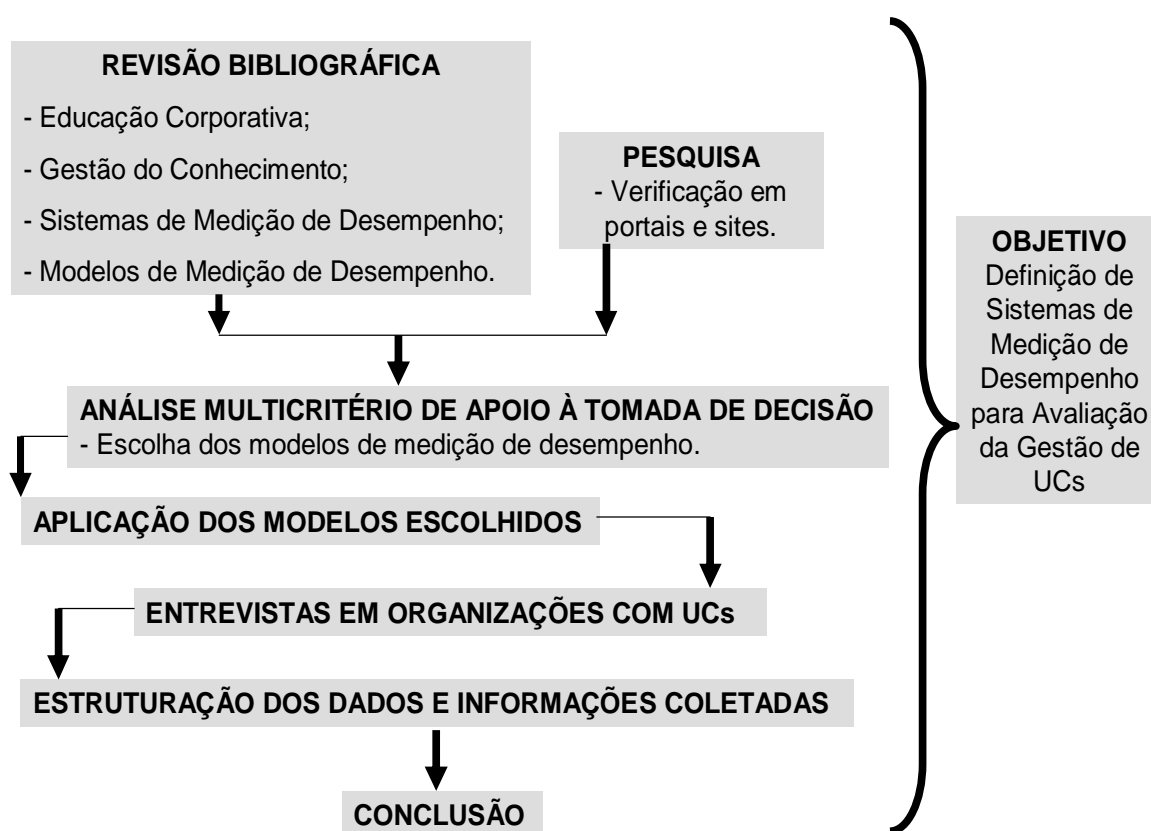 REVISÃO BIBLIOGRÁFICA
- Educação Corporativa;
- Gestão do Conhecimento;
- Sistemas de Medição de Desempenho;
- Modelos de Medição de Desempenho.
PESQUISA
- Verificação em
portais e sites.
ANÁLISE MULTICRITÉRIO DE APOIO À TOMADA DE DECISÃO
- Escolha dos modelos de medição de desempenho.
APLICAÇÃO DOS MODELOS ESCOLHIDOS
ENTREVISTAS EM ORGANIZAÇÕES COM UCs
ESTRUTURAÇÃO DOS DADOS E INFORMAÇÕES COLETADAS
CONCLUSÃO
OBJETIVO
Definição de
Sistemas de
Medição de
Desempenho
para Avaliação
da Gestão de
UCs